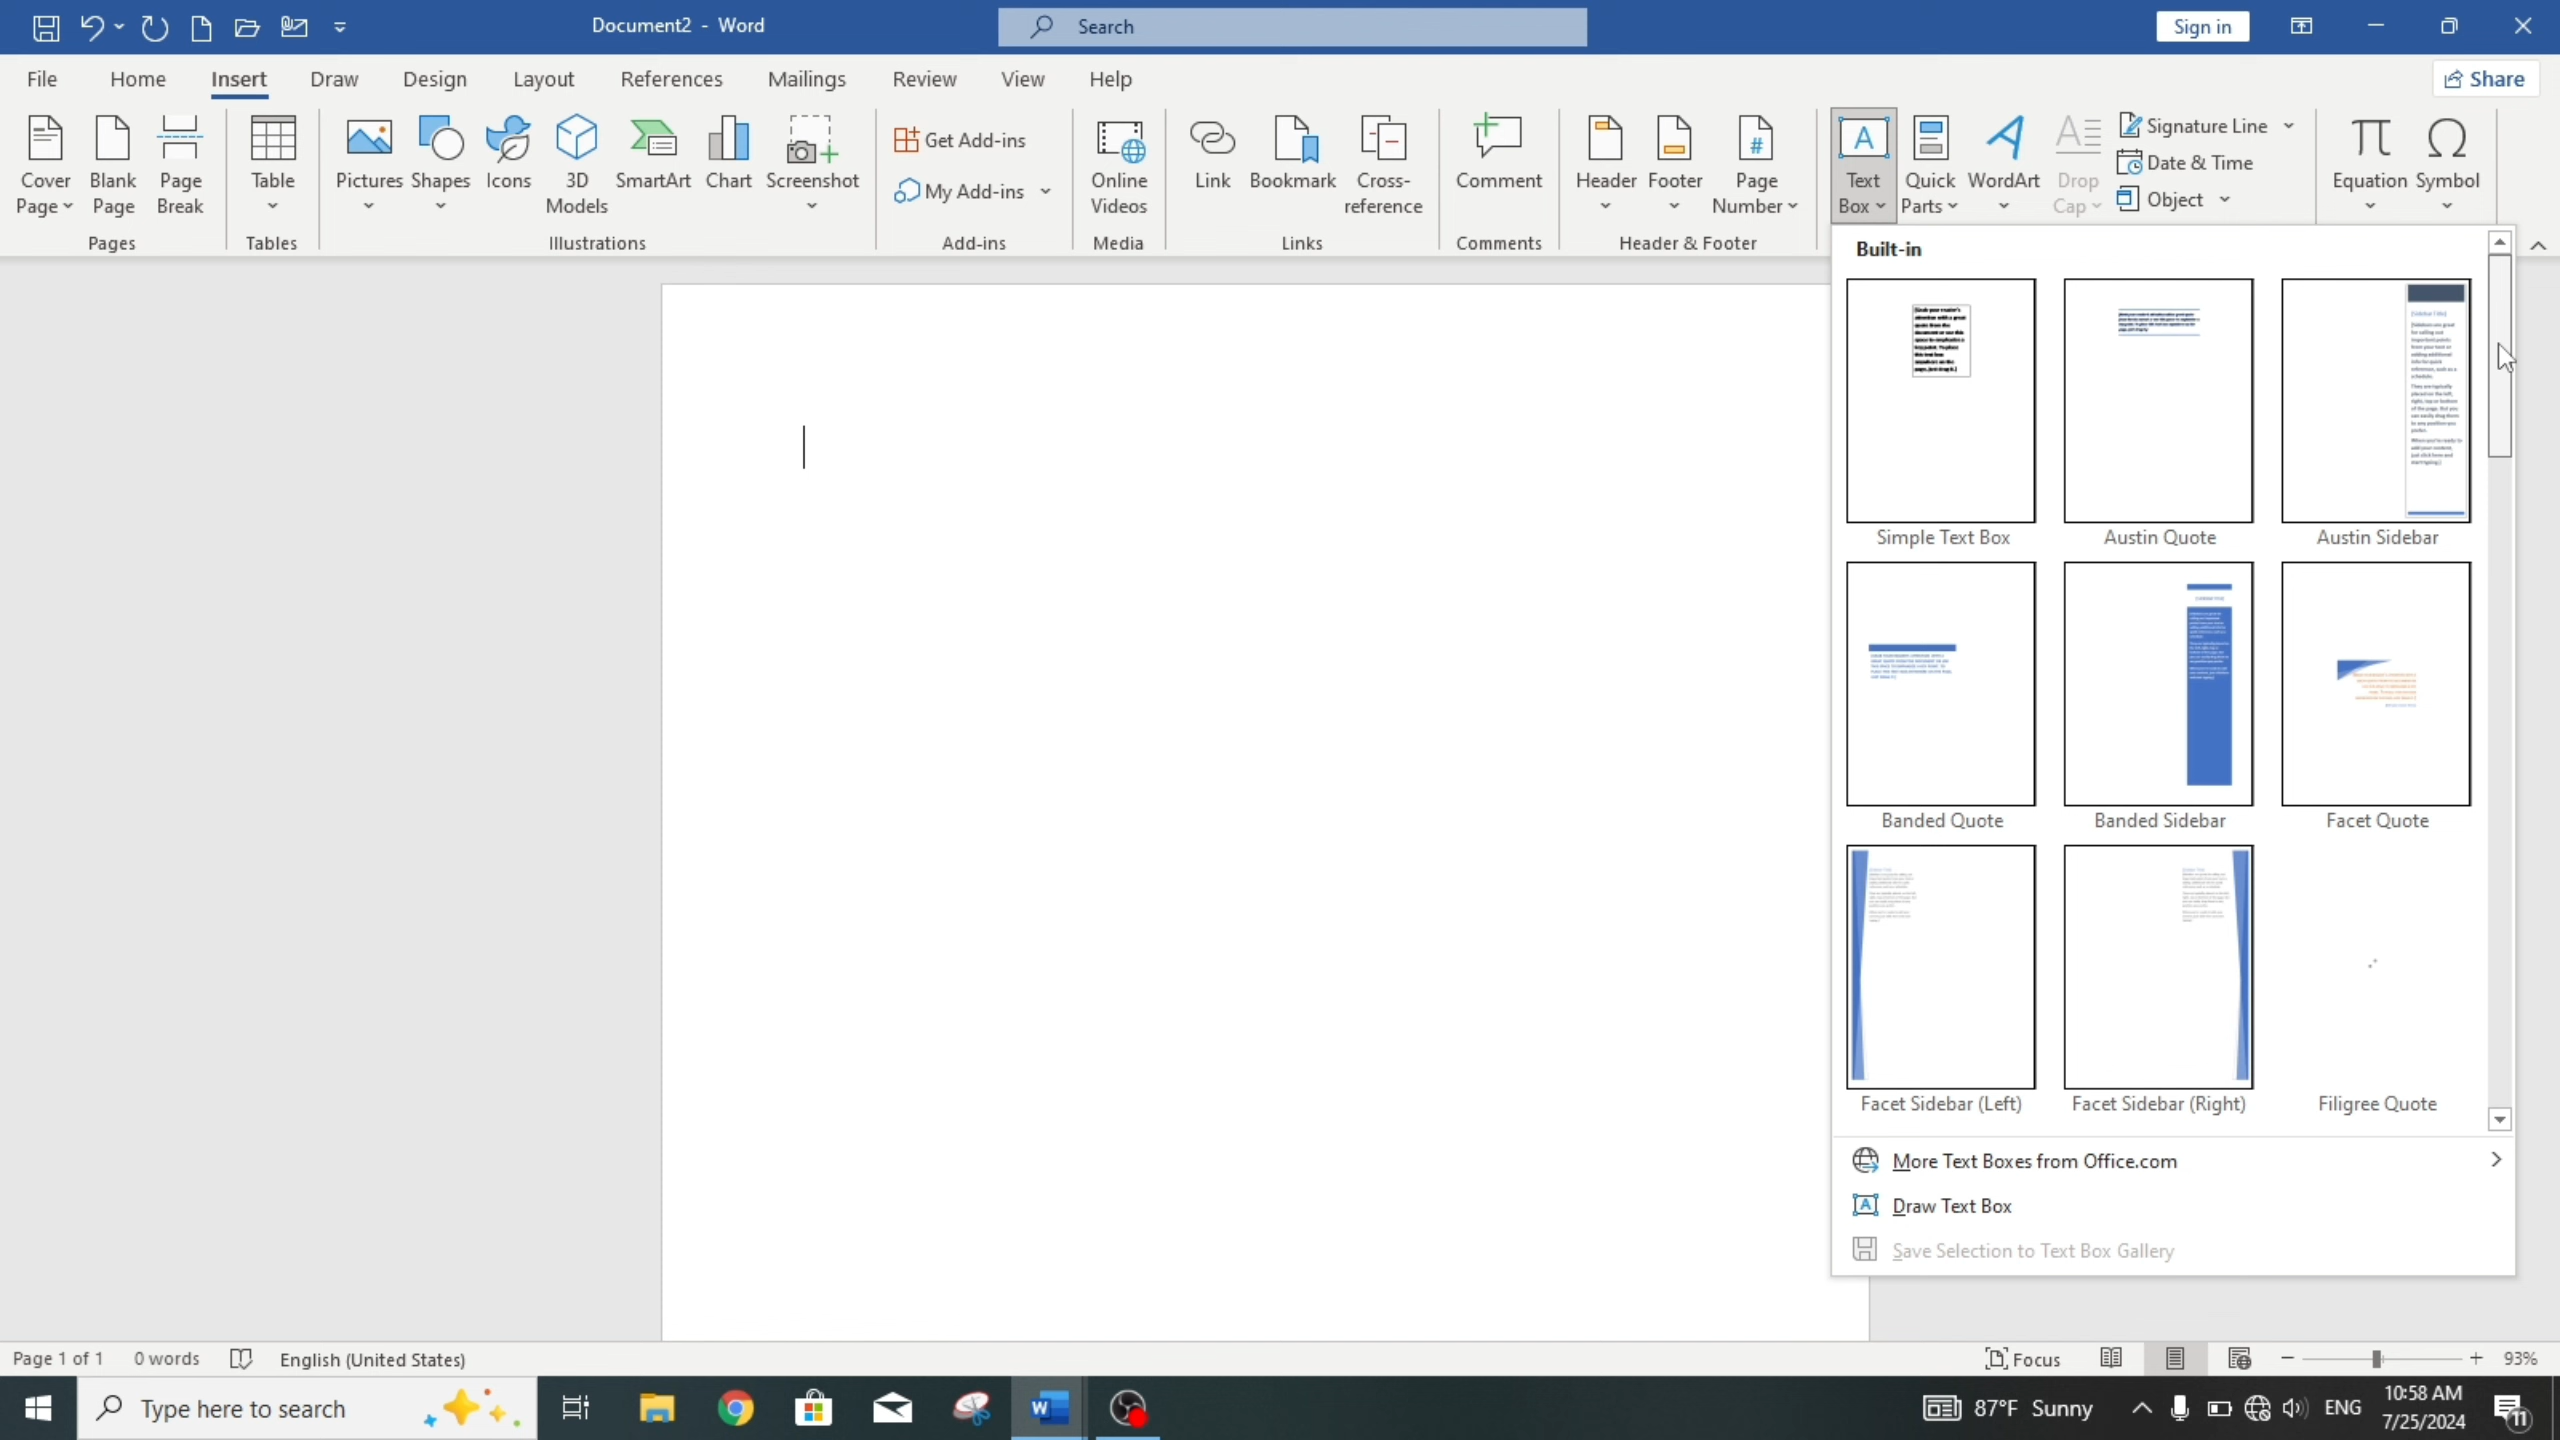 Document2 - Word
Search
Sign in
File Home Insert Draw Design Layout References Mailings Review View Help
Share
Cover Page
Blank Page
Page Break
Pages
Table
Tables
Pictures
Shapes
Icons
3D Models
SmartArt
Chart
Screenshot
Illustrations
Get Add-ins
My Add-ins
Add-ins
Online Videos
Media
Link
Bookmark
Cross-reference
Links
Comment
Comments
Header
Footer
Page Number
Header & Footer
Text Box
Quick Parts
WordArt
Drop Cap
Signature Line
Date & Time
Object
Equation
Symbol
Built-in
Simple Text Box
Austin Quote
Austin Sidebar
Banded Quote
Banded Sidebar
Facet Quote
Facet Sidebar (Left)
Facet Sidebar (Right)
Filigree Quote
More Text Boxes from Office.com
Draw Text Box
Save Selection to Text Box Gallery
Page 1 of 1 0 words English (United States)
Focus
93%
Type here to search
87°F Sunny
ENG
10:58 AM
7/25/2024
11